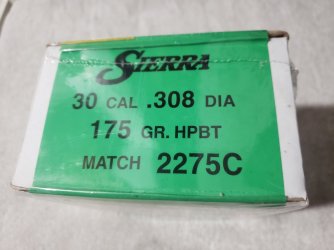 SIERRA
30 CAL .308 DIA
175 GR. HPBT
MATCH 2275C